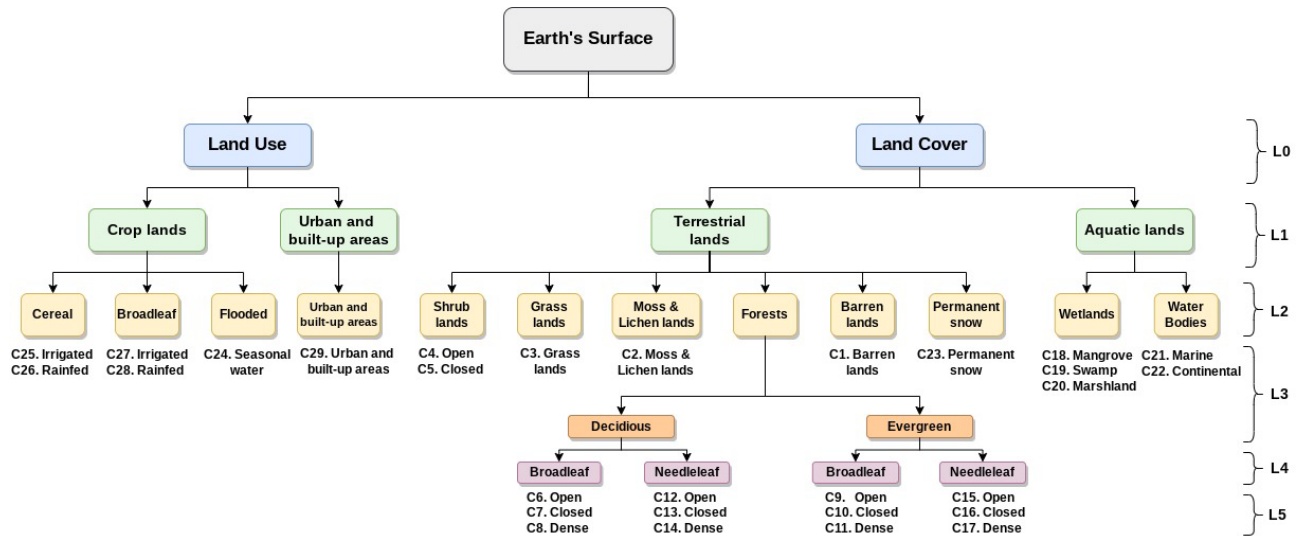 Earth's Surface
Land Use
Land Cover
L0
Crop lands
Urban and
built-up areas
Terrestrial
lands
Aquatic lands
L1
Cereal
Broadleaf
Flooded
Urban and
built-up areas
Shrub
lands
Grass
lands
Moss &
Lichen lands
Forests
Barren
lands
Permanent
snow
Wetlands
Water
Bodies
L2
C25. Irrigated
C26. Rainfed
C27. Irrigated
C28. Rainfed
C24. Seasonal
water
C29. Urban and
built-up areas
C4. Open
C5. Closed
C3. Grass
lands
C2. Moss &
Lichen lands
C1. Barren
lands
C23. Permanent
snow
C18. Mangrove
C19. Swamp
C20. Marshland
C21. Marine
C22. Continental
L3
Decidious
Evergreen
Broadleaf
Needleleaf
Broadleaf
Needleleaf
L4
C6. Open
C7. Closed
C8. Dense
C12. Open
C13. Closed
C14. Dense
C9. Open
C10. Closed
C11. Dense
C15. Open
C16. Closed
C17. Dense
L5